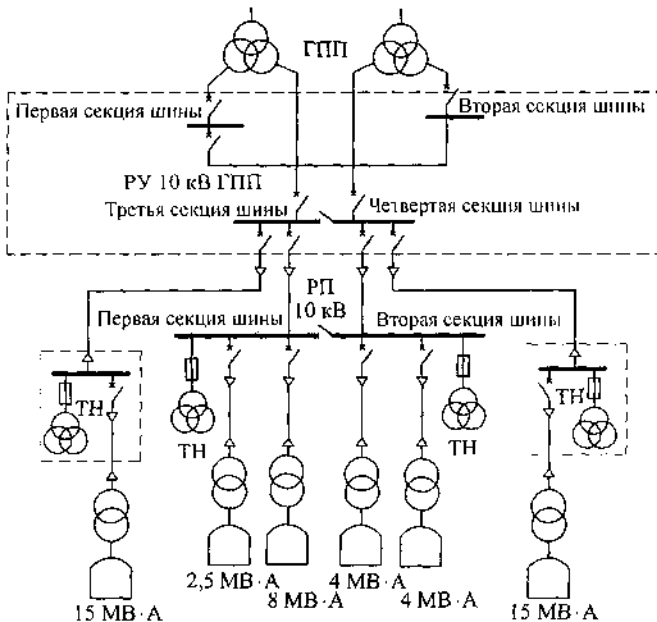 ГПП
Первая секция шины
Вторая секция шины
РУ 10 кВ ГПП
Третья секция шины
Четвертая секция шины
РП
10 кВ
Первая секция шины
Вторая секция шины
ТН
ТН
ТН
ТН
2,5 МВ·А
4 МВ·А
8 МВ·А
4 МВ·А
15 МВ·А
15 МВ·А